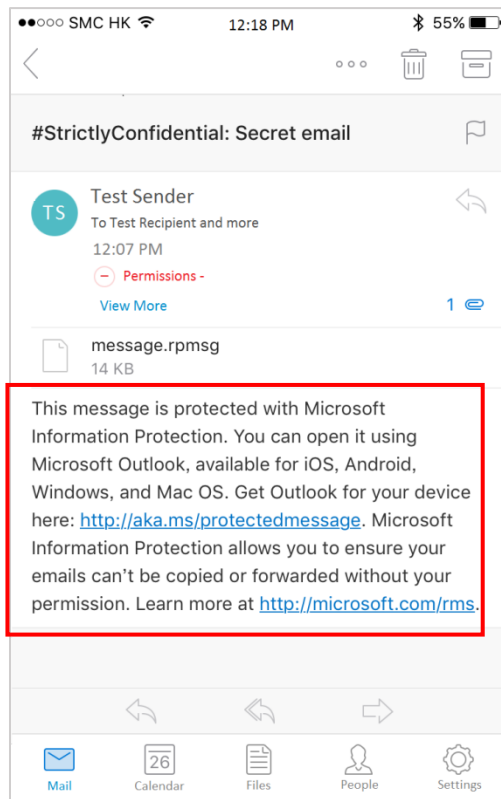 SMC HK 12:18 PM 55%
#StrictlyConfidential: Secret email
TS
Test Sender
To Test Recipient and more
12:07 PM
Permissions -
View More 1
message.rpmsg
14 KB
This message is protected with Microsoft
Information Protection. You can open it using
Microsoft Outlook, available for iOS, Android,
Windows, and Mac OS. Get Outlook for your device
here: http://aka.ms/protectedmessage. Microsoft
Information Protection allows you to ensure your
emails can't be copied or forwarded without your
permission. Learn more at http://microsoft.com/rms.
26
Mail Calendar Files People Settings